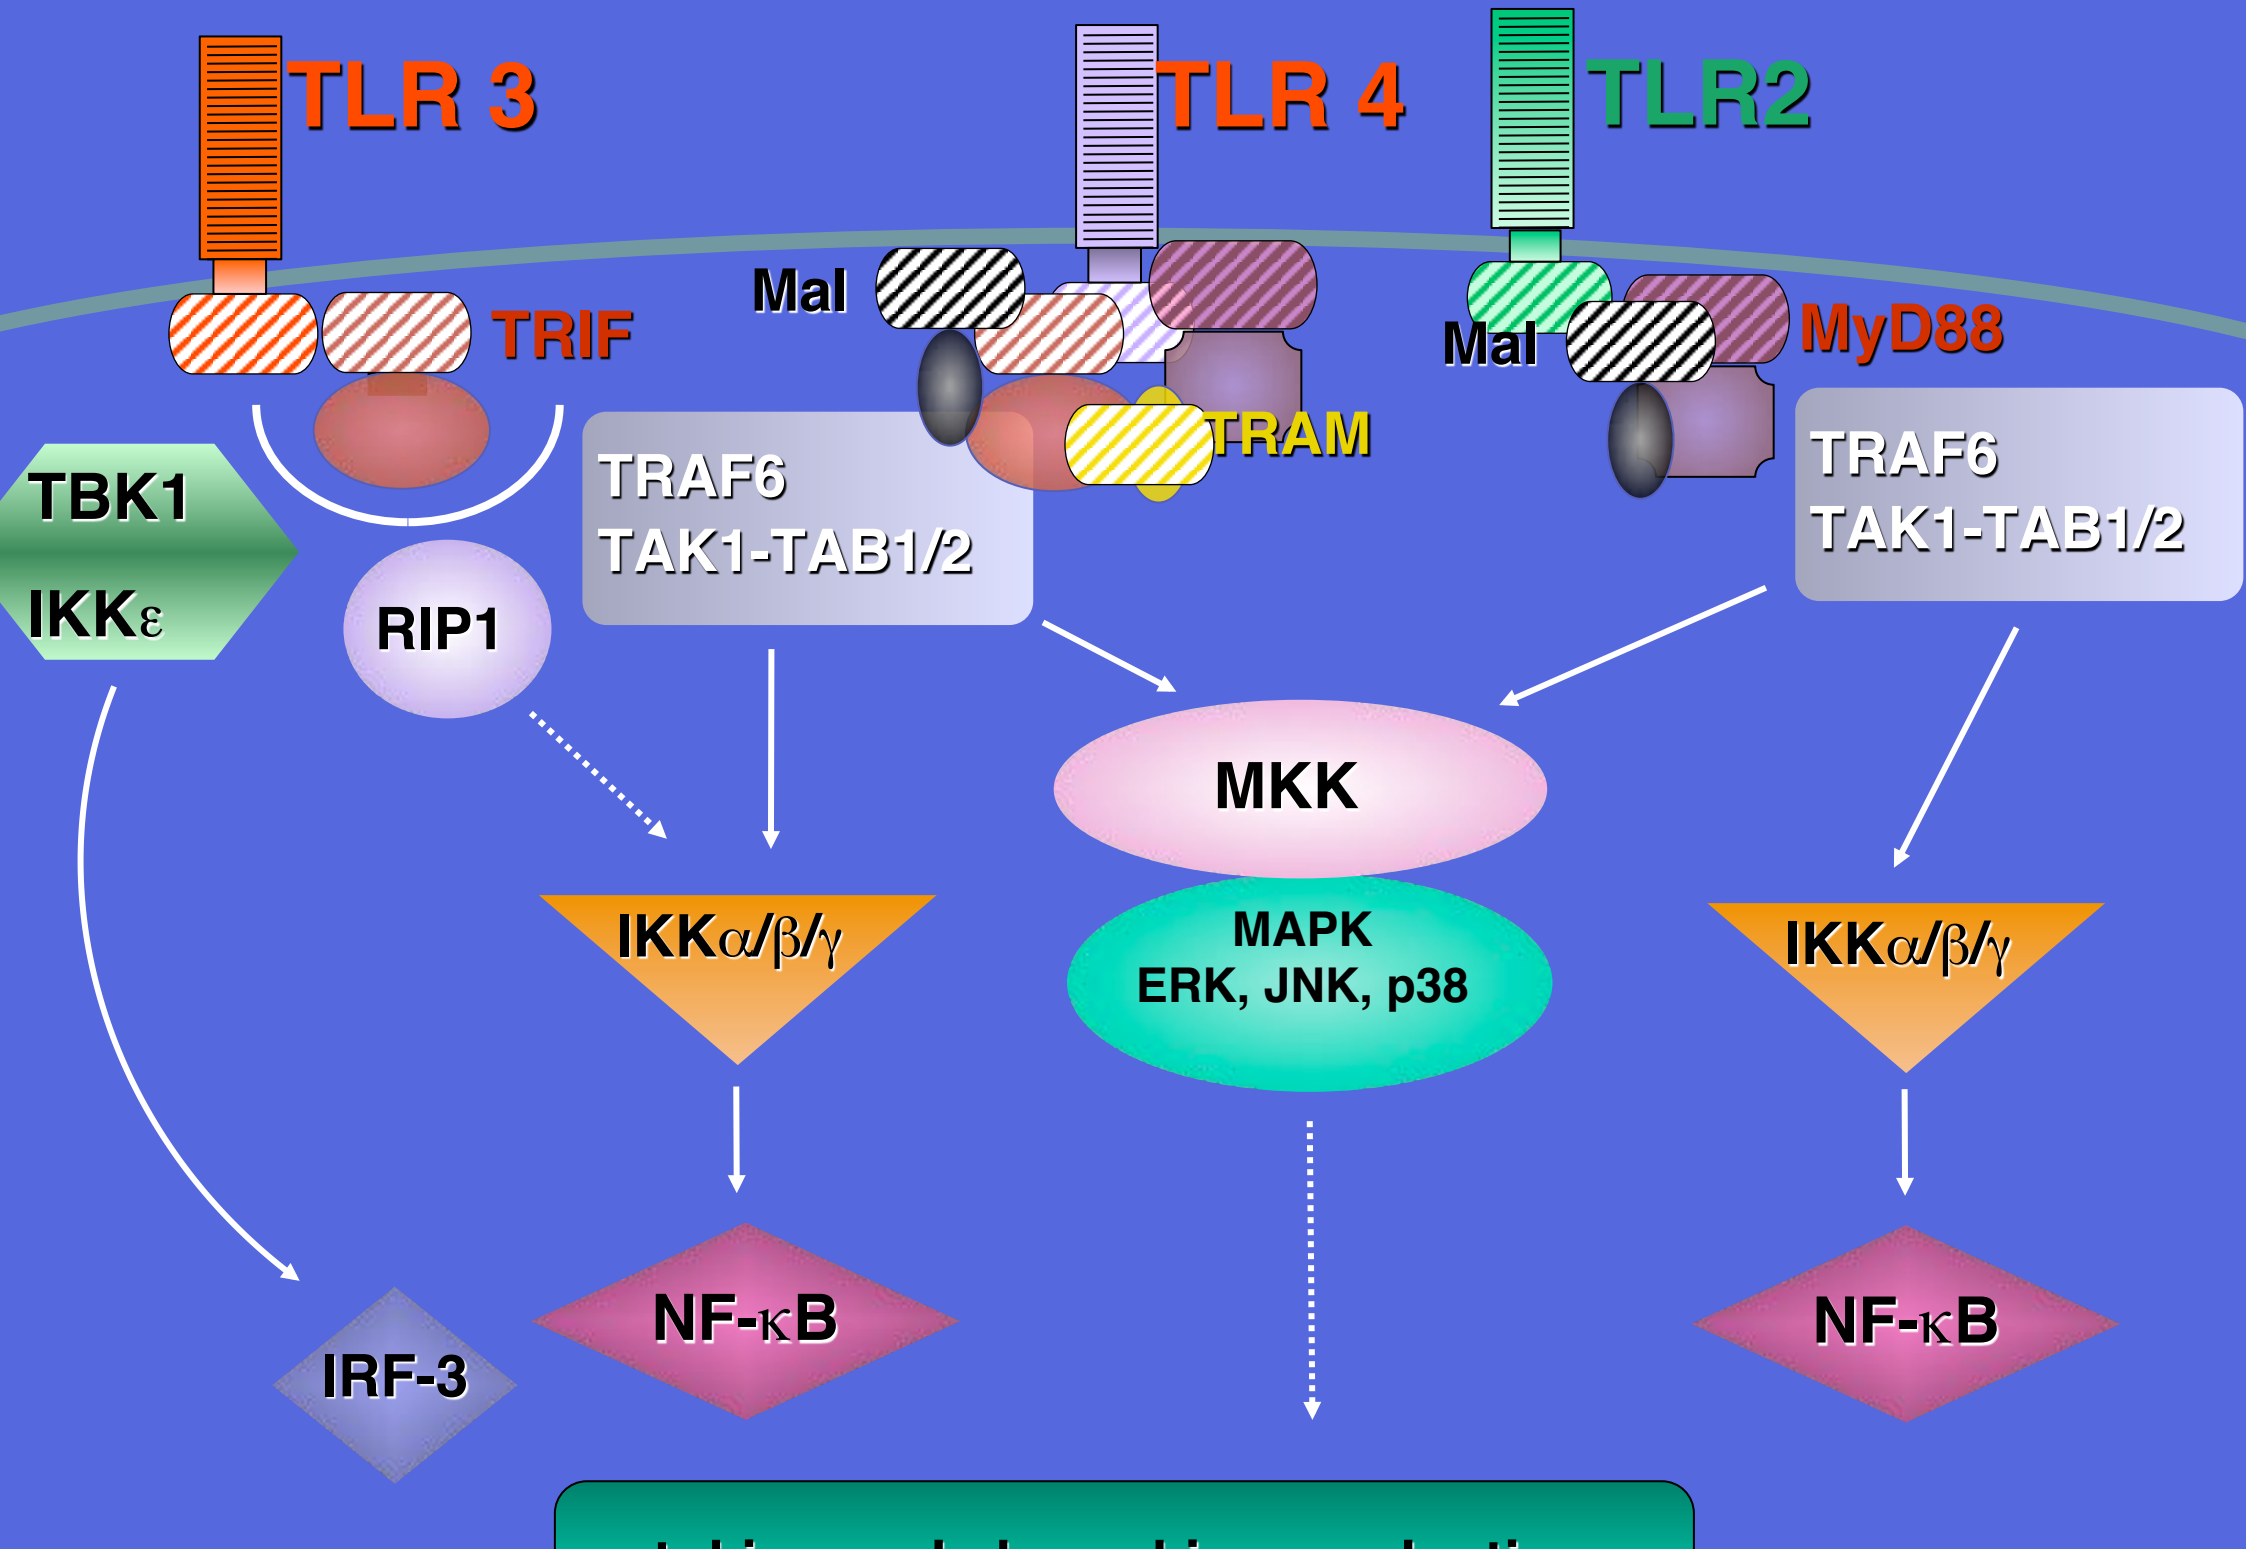 TLR 3
TLR 4
TLR2
Mal
TRIF
Mal
MyD88
TRAM
TRAF6
TAK1-TAB1/2
TRAF6
TAK1-TAB1/2
TBK1
IKKε
RIP1
MKK
IKKα/β/γ
MAPK
ERK, JNK, p38
IKKα/β/γ
NF-κB
NF-κB
IRF-3